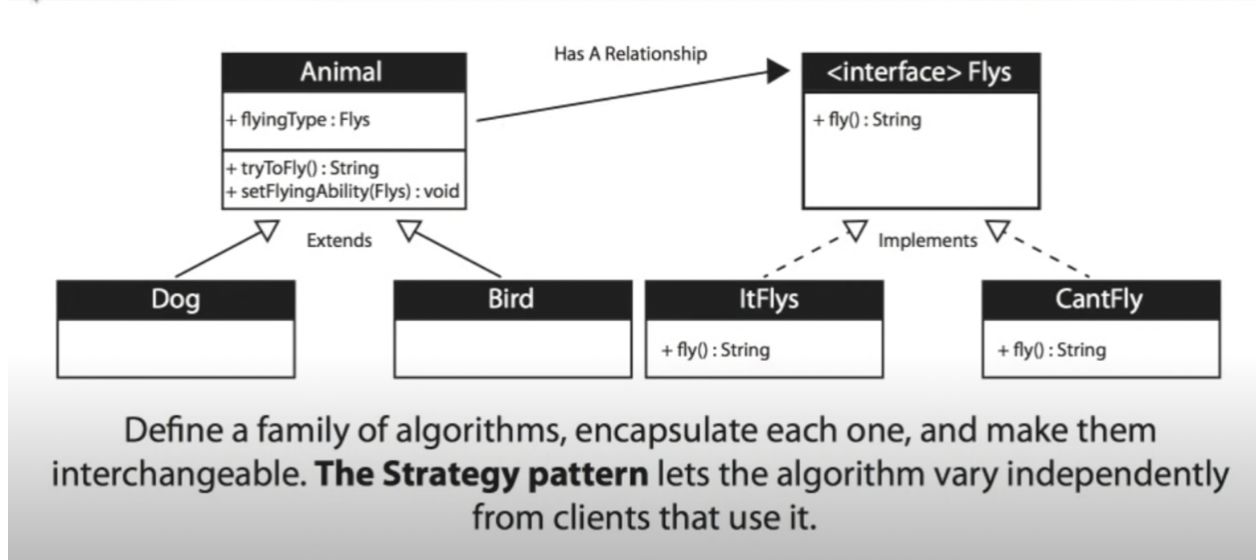 Has A Relationship
Animal
+ flyingType : Flys
+ tryToFly() : String
+ setFlyingAbility(Flys) : void
<interface> Flys
+ fly() : String
Extends
Implements
Dog
Bird
ItFlys
+ fly() : String
CantFly
+ fly() : String
Define a family of algorithms, encapsulate each one, and make them
interchangeable. The Strategy pattern lets the algorithm vary independently
from clients that use it.